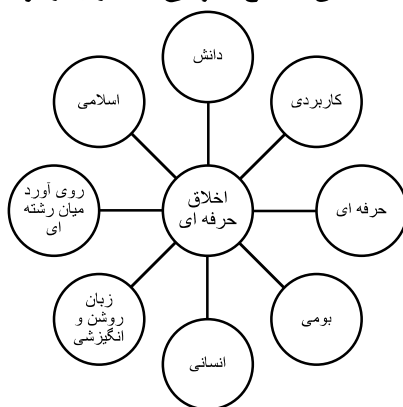 دانش
کاربردی
حرفه ای
بومی
انسانی
زبان
روشن و
انگیزشی
روی آورد
میان رشته
ای
اسلامی
اخلاق
حرفه ای